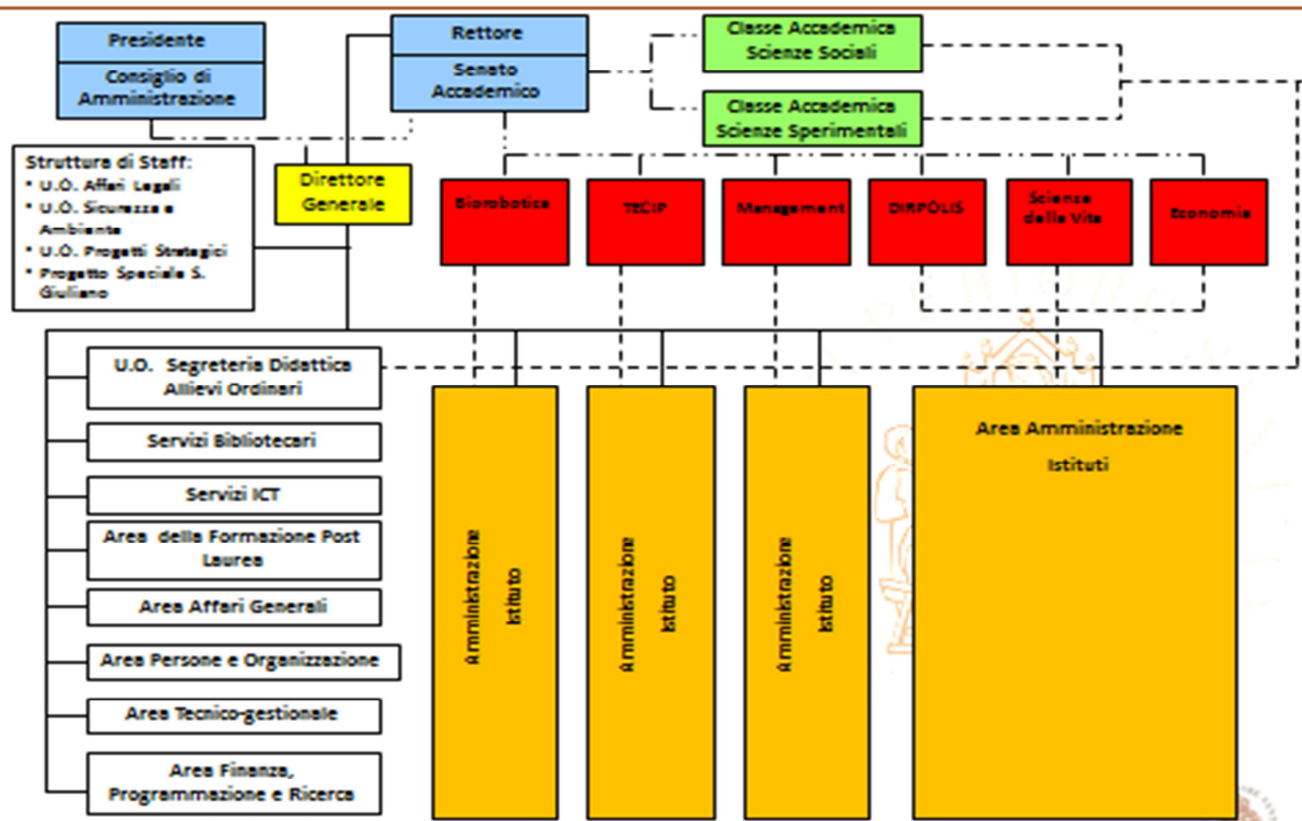 Presidente
Consiglio di
Amministrazione
Rettore
Senato
Accademico
Classe Accademica
Scienze Sociali
Classe Accademica
Scienze Sperimentali
Struttura di Staff:
* U.O. Affari Legali
* U.O. Sicurezza e
Ambiente
* U.O. Progetti Strategici
* Progetto Speciale S.
Giuliano
Direttore
Generale
Biorobotica
TECIP
Management
DIRPOLIS
Scienze
della Vita
Economia
U.O. Segreteria Didattica
Allievi Ordinari
Servizi Bibliotecari
Servizi ICT
Area della Formazione Post
Laurea
Area Affari Generali
Area Persone e Organizzazione
Area Tecnico-gestionale
Area Finanza,
Programmazione e Ricerca
Amministrazione
Istituto
Amministrazione
Istituto
Amministrazione
Istituto
Area Amministrazione
Istituti